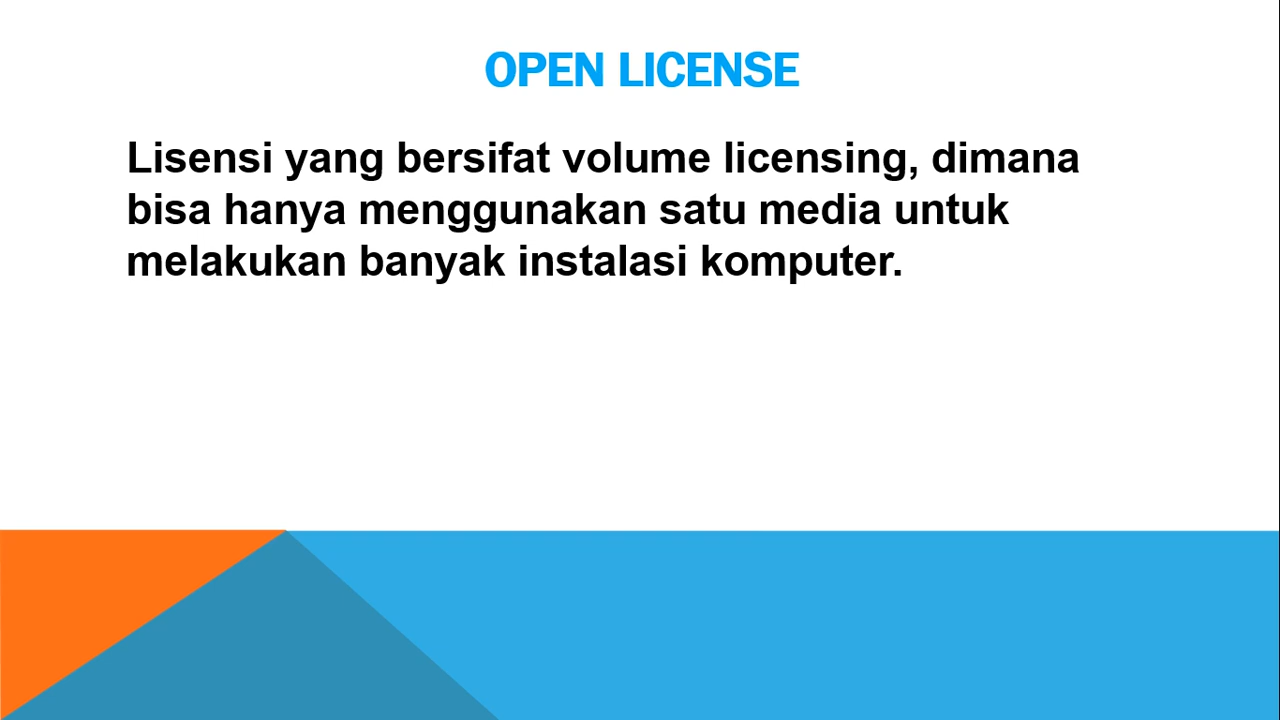 OPEN LICENSE
Lisensi yang bersifat volume licensing, dimana
bisa hanya menggunakan satu media untuk
melakukan banyak instalasi komputer.